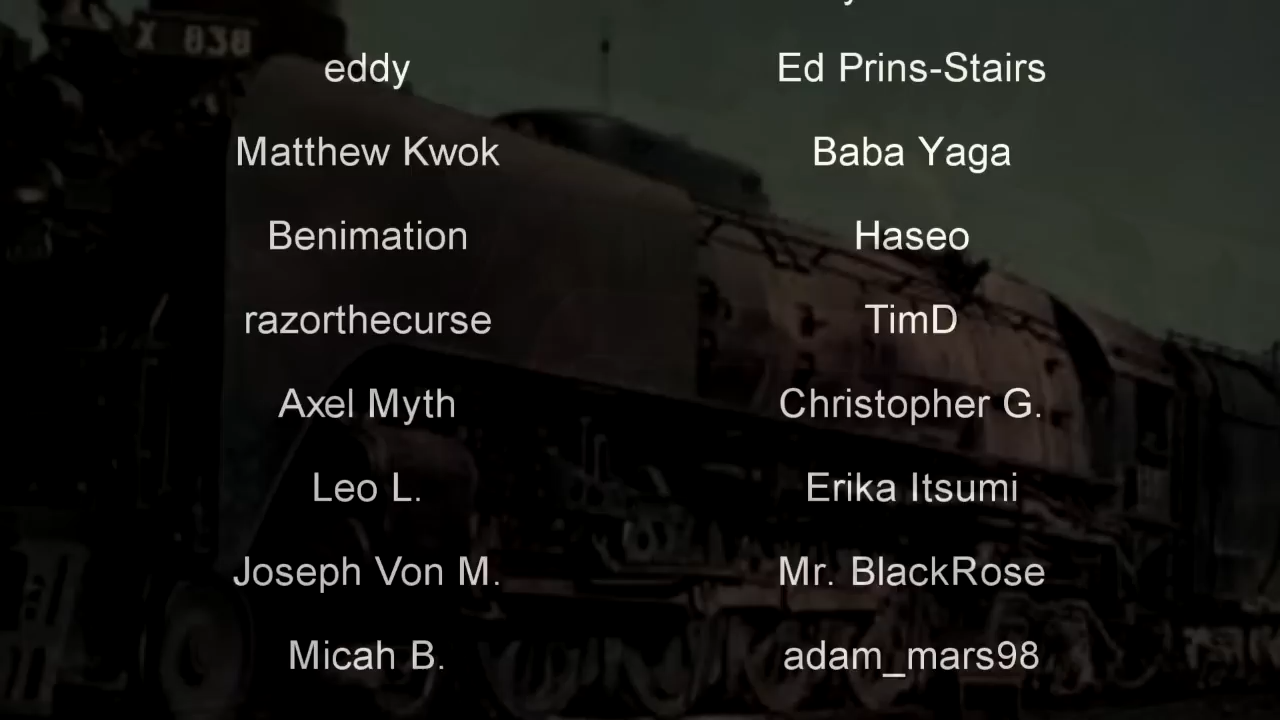 X 838
eddy
Ed Prins-Stairs
Matthew Kwok
Baba Yaga
Benimation
Haseo
razorthecurse
TimD
Axel Myth
Christopher G.
Leo L.
Erika Itsumi
Joseph Von M.
Mr. BlackRose
Micah B.
adam_mars98